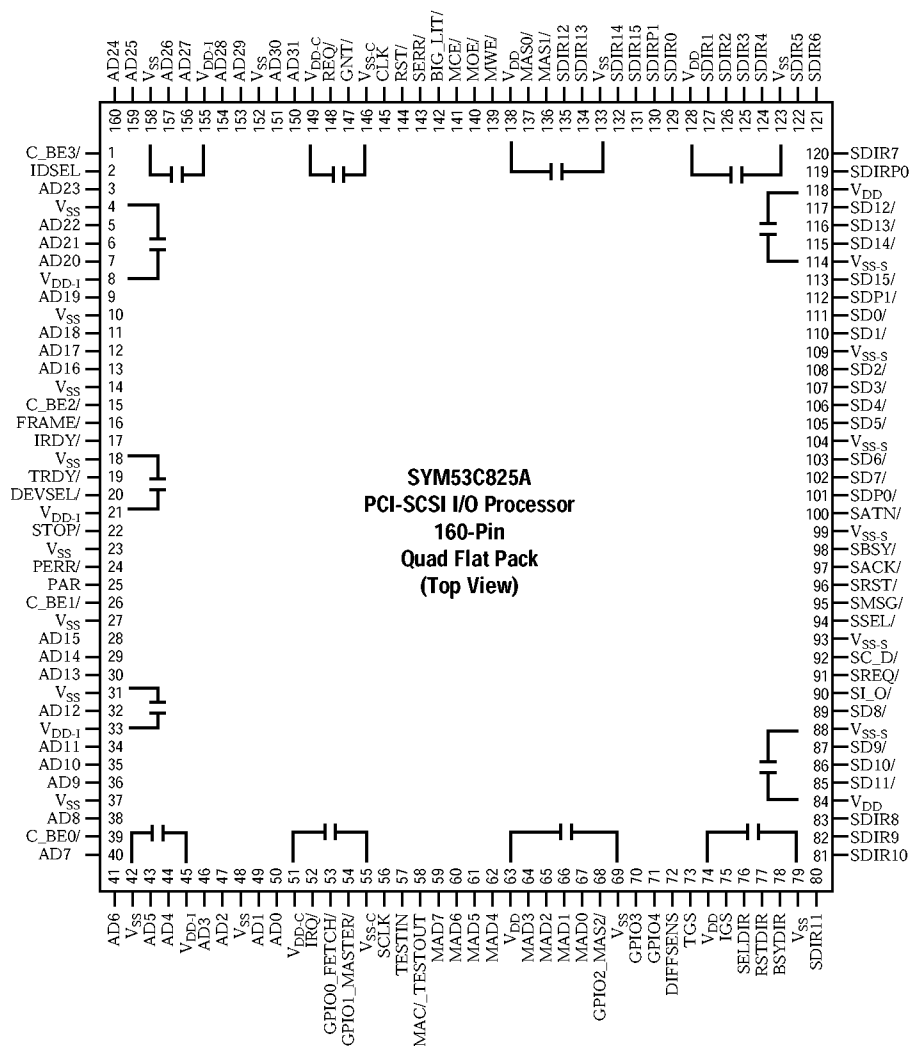 AD24 AD25 VSS AD26 AD27 VDD-I AD28 AD29 VSS AD30 AD31 VDD-C REQ/ GNT/ VSS-C CLK RST/ SERR/ BIG_LIT/ MCE/ MOE/ MWE/ VDD MAS0/ MAS1/ SDIR12 SDIR13 VSS SDIR14 SDIR15 SDIRP1 SDIR0 VDD SDIR1 SDIR2 SDIR3 SDIR4 VSS SDIR5 SDIR6
160 159 158 157 156 155 154 153 152 151 150 149 148 147 146 145 144 143 142 141 140 139 138 137 136 135 134 133 132 131 130 129 128 127 126 125 124 123 122 121
C_BE3/ 1
IDSEL 2
AD23 3
VSS 4
AD22 5
AD21 6
AD20 7
VDD-I 8
AD19 9
VSS 10
AD18 11
AD17 12
AD16 13
VSS 14
C_BE2/ 15
FRAME/ 16
IRDY/ 17
VSS 18
TRDY/ 19
DEVSEL/ 20
VDD-I 21
STOP/ 22
VSS 23
PERR/ 24
PAR 25
C_BE1/ 26
VSS 27
AD15 28
AD14 29
AD13 30
VSS 31
AD12 32
VDD-I 33
AD11 34
AD10 35
AD9 36
VSS 37
AD8 38
C_BE0/ 39
AD7 40
SYM53C825A
PCI-SCSI I/O Processor
160-Pin
Quad Flat Pack
(Top View)
120 SDIR7
119 SDIRP0
118 VDD
117 SD12/
116 SD13/
115 SD14/
114 VSS-S
113 SD15/
112 SDP1/
111 SD0/
110 SD1/
109 VSS-S
108 SD2/
107 SD3/
106 SD4/
105 SD5/
104 VSS-S
103 SD6/
102 SD7/
101 SDP0/
100 SATN/
99 VSS-S
98 SBSY/
97 SACK/
96 SRST/
95 SMSG/
94 SSEL/
93 VSS-S
92 SC_D/
91 SREQ/
90 SI_O/
89 SD8/
88 VSS-S
87 SD9/
86 SD10/
85 SD11/
84 VDD
83 SDIR8
82 SDIR9
81 SDIR10
41 42 43 44 45 46 47 48 49 50 51 52 53 54 55 56 57 58 59 60 61 62 63 64 65 66 67 68 69 70 71 72 73 74 75 76 77 78 79 80
AD6 VSS AD5 AD4 VDD-I AD3 AD2 VSS AD1 AD0 VDD-C IRQ/ GPIO0_FETCH/ GPIO1_MASTER/ VSS-C SCLK TESTIN MAC/_TESTOUT MAD7 MAD6 MAD5 MAD4 VDD MAD3 MAD2 MAD1 MAD0 GPIO2_MAS2/ VSS GPIO3 GPIO4 DIFFSENS TGS VDD IGS SELDIR RSTDIR BSYDIR VSS SDIR11